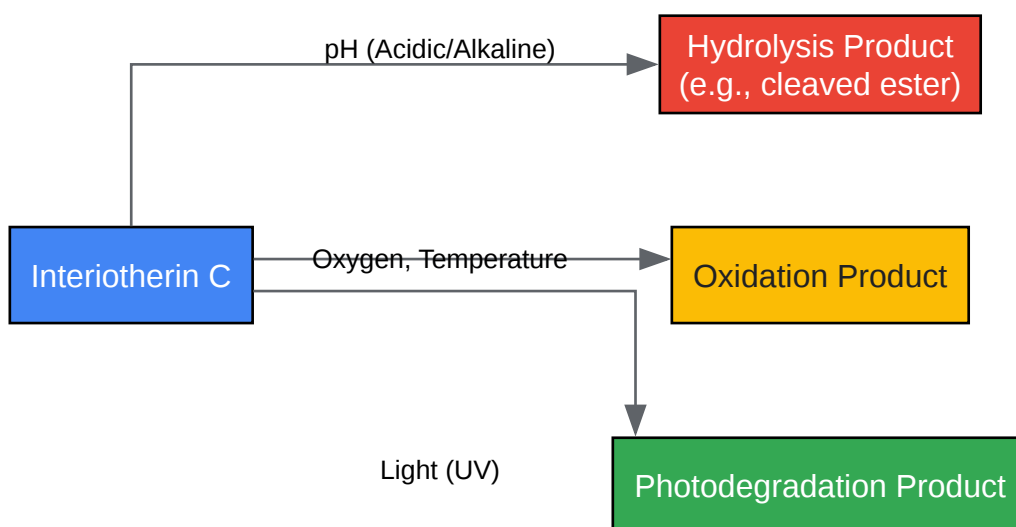 pH (Acidic/Alkaline)
Hydrolysis Product
(e.g., cleaved ester)
Interiotherin C
Oxygen, Temperature
Oxidation Product
Light (UV)
Photodegradation Product